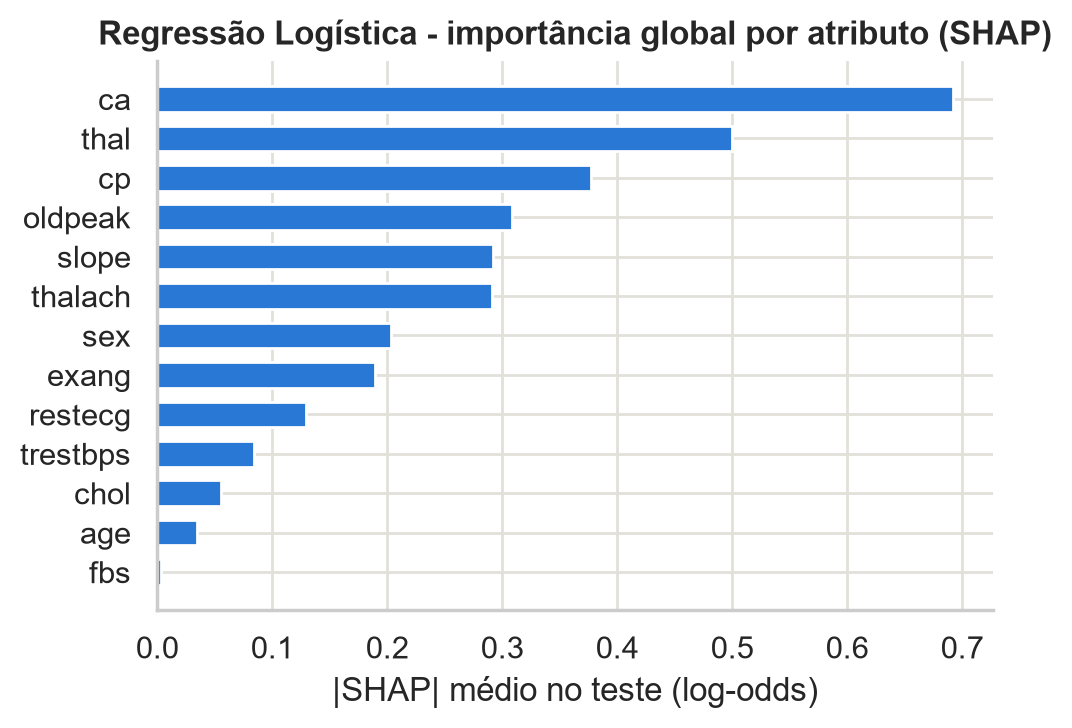 Regressão Logística - importância global por atributo (SHAP)
ca
thal
cp
oldpeak
slope
thalach
sex
exang
restecg
trestbps
chol
age
fbs
0.0 0.1 0.2 0.3 0.4 0.5 0.6 0.7
|SHAP| médio no teste (log-odds)